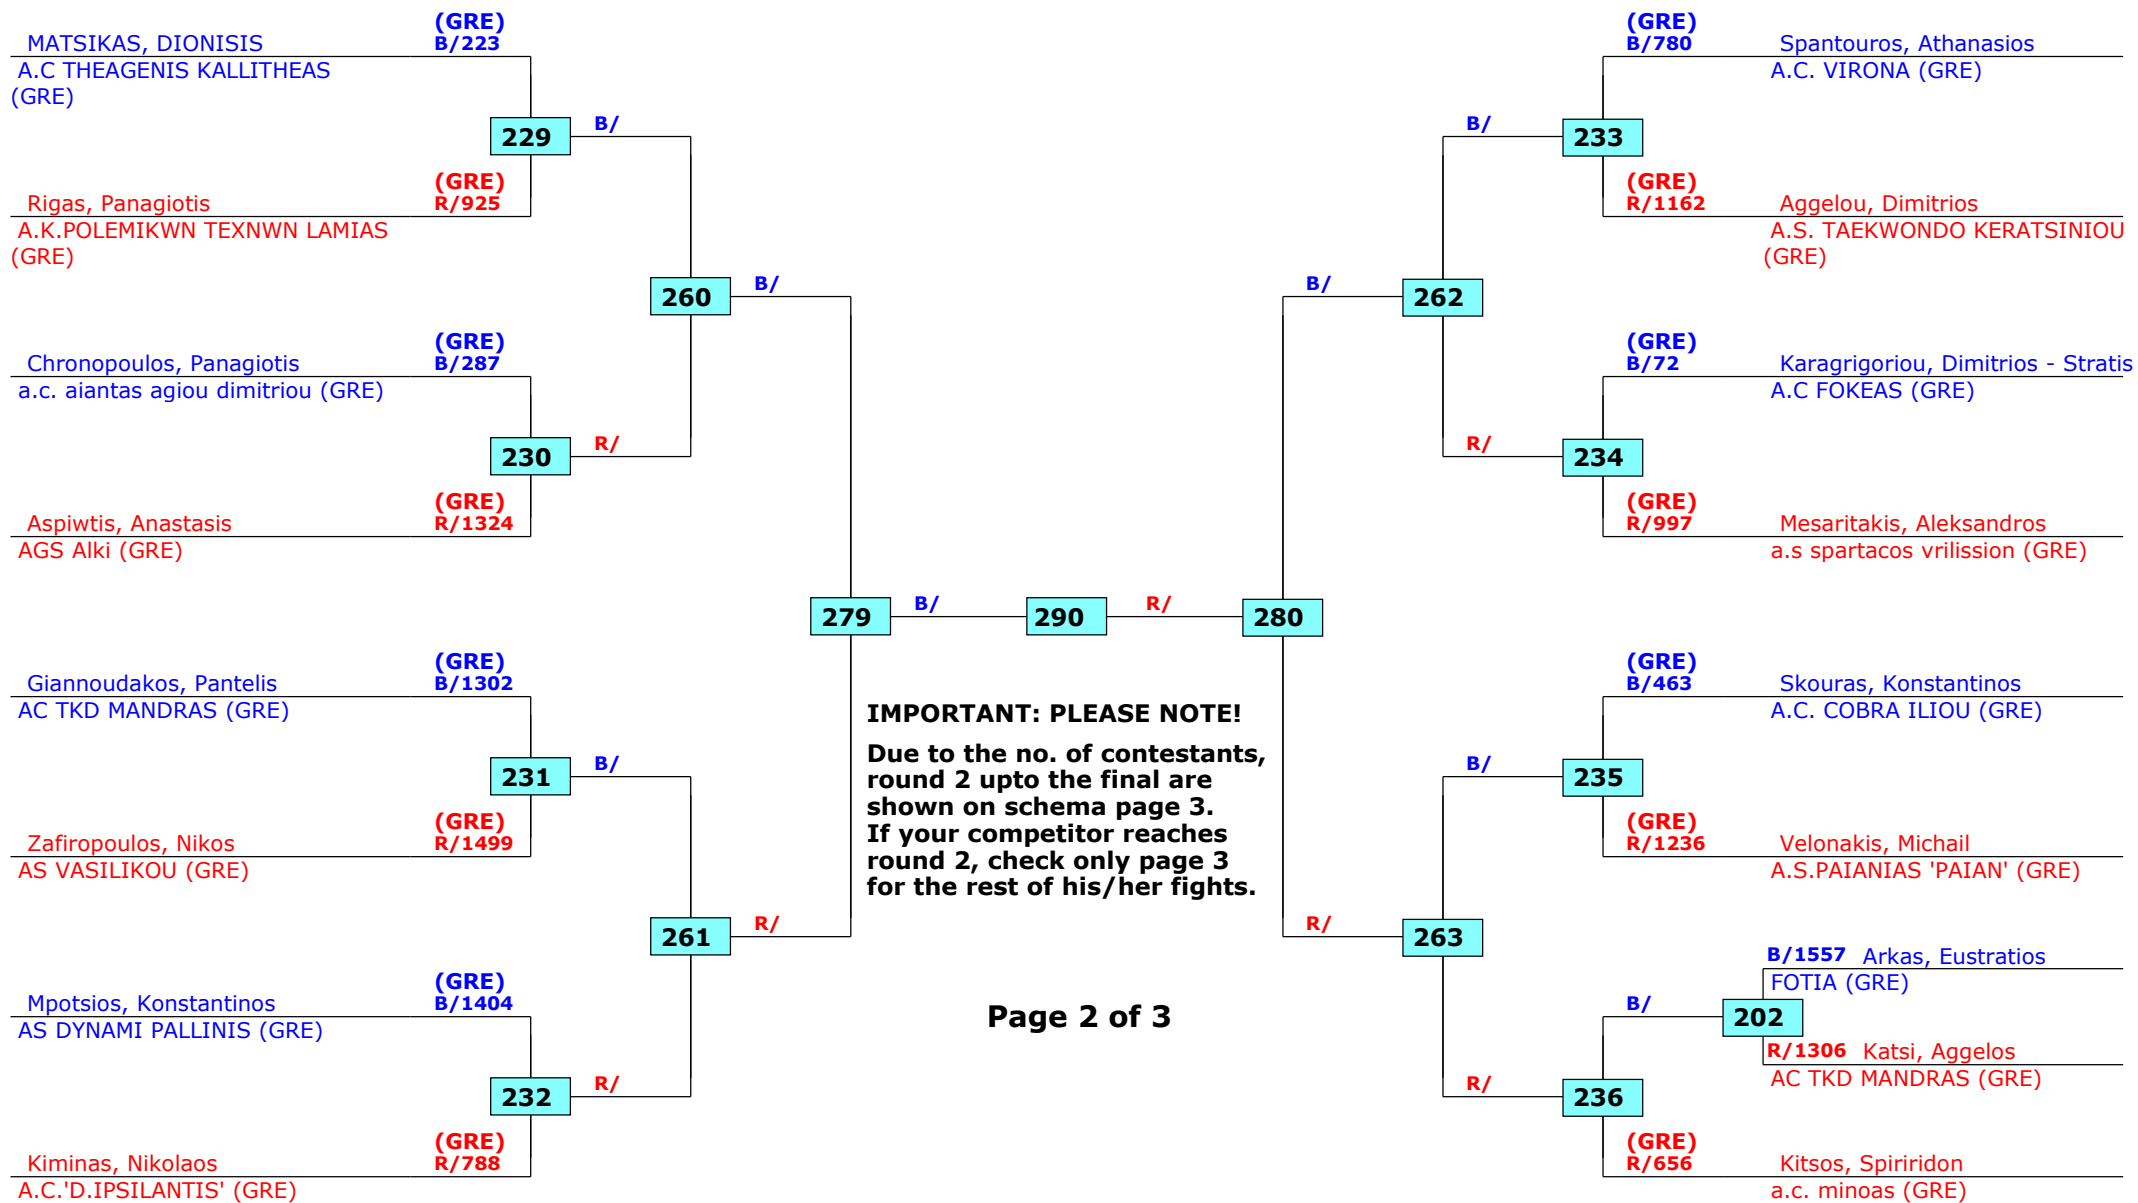 (GRE)
MATSIKAS, DIONISIS B/223
A.C THEAGENIS KALLITHEAS
(GRE)
229
B/
(GRE)
Rigas, Panagiotis R/925
A.K.POLEMIKWN TEXNWN LAMIAS
(GRE)
260
B/
(GRE)
Chronopoulos, Panagiotis B/287
a.c. aiantas agiou dimitriou (GRE)
230
R/
(GRE)
Aspiwtis, Anastasis R/1324
AGS Alki (GRE)
279
B/
290
R/
280
(GRE)
Giannoudakos, Pantelis B/1302
AC TKD MANDRAS (GRE)
231
B/
(GRE)
Zafiropoulos, Nikos R/1499
AS VASILIKOU (GRE)
261
R/
(GRE)
Mpotsios, Konstantinos B/1404
AS DYNAMI PALLINIS (GRE)
232
R/
(GRE)
Kiminas, Nikolaos R/788
A.C.'D.IPSILANTIS' (GRE)
IMPORTANT: PLEASE NOTE!
Due to the no. of contestants,
round 2 upto the final are
shown on schema page 3.
If your competitor reaches
round 2, check only page 3
for the rest of his/her fights.
Page 2 of 3
(GRE)
B/780 Spantouros, Athanasios
A.C. VIRONA (GRE)
B/
233
(GRE)
R/1162 Aggelou, Dimitrios
A.S. TAEKWONDO KERATSINIOU
(GRE)
B/
262
(GRE)
B/72 Karagrigoriou, Dimitrios - Stratis
A.C FOKEAS (GRE)
R/
234
(GRE)
R/997 Mesaritakis, Aleksandros
a.s spartacos vrilission (GRE)
(GRE)
B/463 Skouras, Konstantinos
A.C. COBRA ILIOU (GRE)
B/
235
(GRE)
R/1236 Velonakis, Michail
A.S.PAIANIAS 'PAIAN' (GRE)
R/
263
B/1557 Arkas, Eustratios
FOTIA (GRE)
B/
202
R/1306 Katsi, Aggelos
AC TKD MANDRAS (GRE)
R/
236
(GRE)
R/656 Kitsos, Spiriridon
a.c. minoas (GRE)